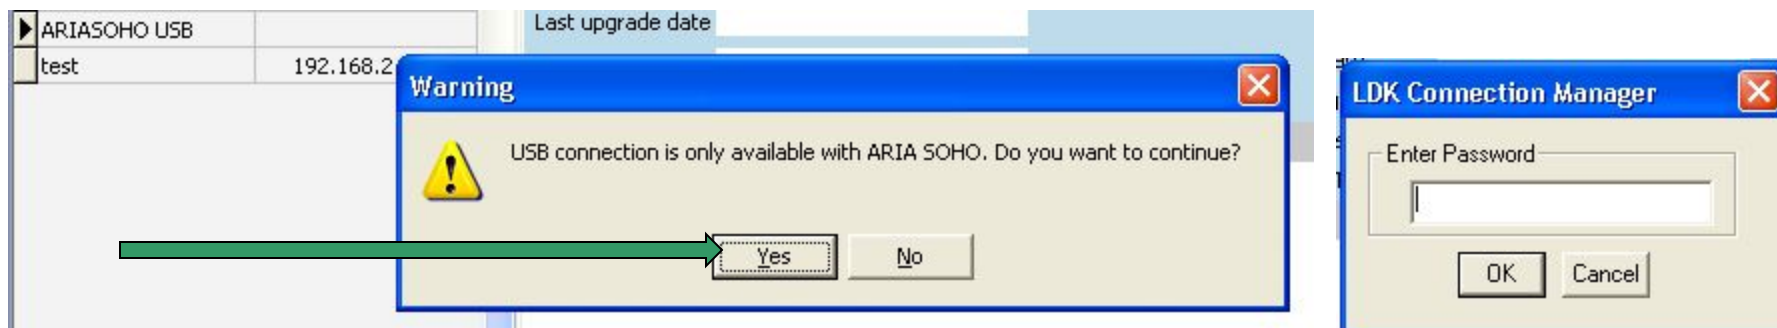 ARIASOHO USB
Last upgrade date
test 192.168.2
Warning
USB connection is only available with ARIA SOHO. Do you want to continue?
Yes No
LDK Connection Manager
Enter Password
OK Cancel